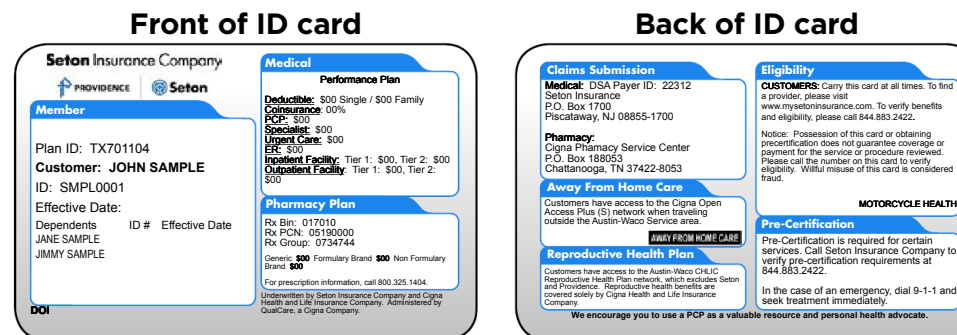 Front of ID card
Seton Insurance Company
PROVIDENCE Seton
Member
Plan ID: TX701104
Customer: JOHN SAMPLE
ID: SMPL0001
Effective Date:
Dependents ID # Effective Date
JANE SAMPLE
JIMMY SAMPLE
DOI
Medical
Performance Plan
Deductible: $00 Single / $00 Family
Coinsurance: 00%
PCP: $00
Specialist: $00
Urgent Care: $00
ER: $00
Inpatient Facility: Tier 1: $00, Tier 2: $00
Outpatient Facility: Tier 1: $00, Tier 2:
$00
Pharmacy Plan
Rx Bin: 017010
Rx PCN: 05190000
Rx Group: 0734744
Generic $00 Formulary Brand $00 Non Formulary
Brand $00
For prescription information, call 800.325.1404.
Underwritten by Seton Insurance Company and Cigna
Health and Life Insurance Company. Administered by
QualCare, a Cigna Company.
Back of ID card
Claims Submission
Medical: DSA Payer ID: 22312
Seton Insurance
P.O. Box 1700
Piscataway, NJ 08855-1700
Pharmacy:
Cigna Phamacy Service Center
P.O. Box 188053
Chattanooga, TN 37422-8053
Away From Home Care
Customers have access to the Cigna Open
Access Plus (S) network when traveling
outside the Austin-Waco Service area.
AWAY FROM HOME CARE
Reproductive Health Plan
Customers have access to the Austin-Waco CHLIC
Reproductive Health Plan network, which excludes Seton
and Providence. Reproductive health benefits are
covered solely by Cigna Health and Life Insurance
Company.
Eligibility
CUSTOMERS: Carry this card at all times. To find
a provider, please visit
www.mysetoninsurance.com. To verify benefits
and eligibility, please call 844.883.2422.
Notice: Possession of this card or obtaining
precertification does not guarantee coverage or
payment for the service or procedure reviewed.
Please call the number on this card to verify
eligibility. Willful misuse of this card is considered
fraud.
MOTORCYCLE HEALTH
Pre-Certification
Pre-Certification is required for certain
services. Call Seton Insurance Company to
verify pre-certification requirements at
844.883.2422.
In the case of an emergency, dial 9-1-1 and
seek treatment immediately.
We encourage you to use a PCP as a valuable resource and personal health advocate.